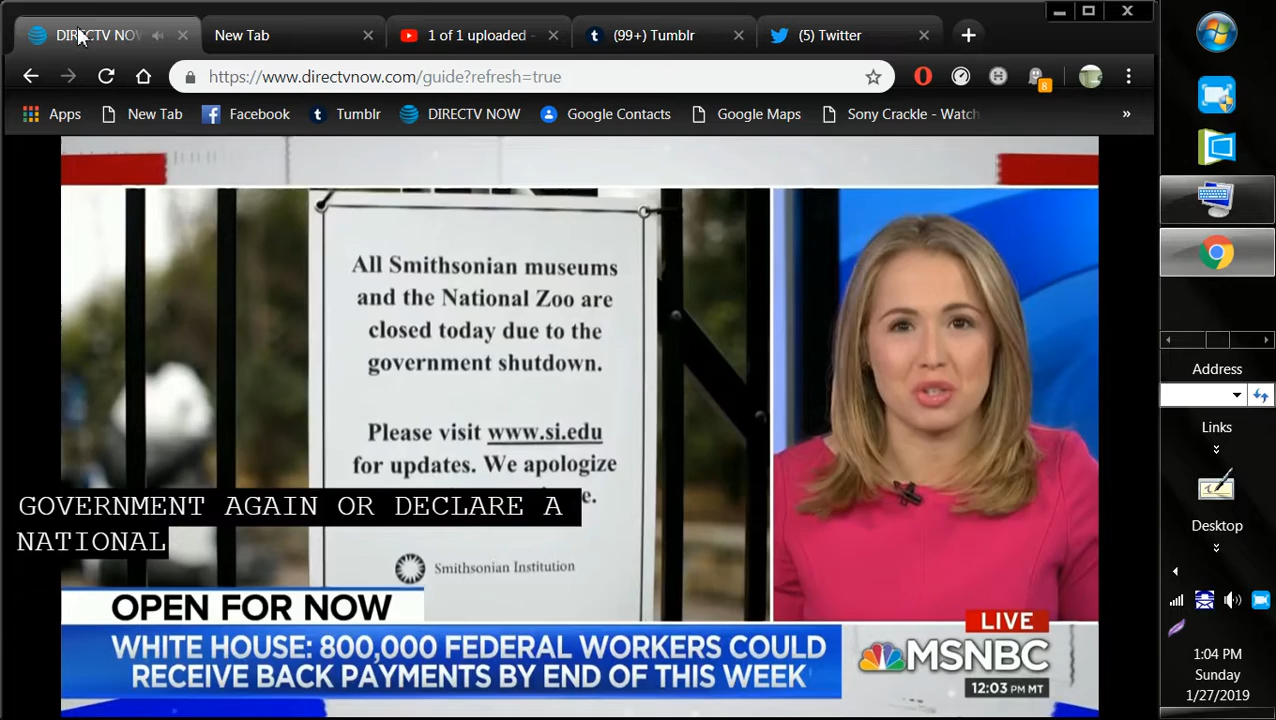 DIRECTV NOW
New Tab
1 of 1 uploaded -
(99+) Tumblr
(5) Twitter
https://www.directvnow.com/guide?refresh=true
8
Apps
New Tab
Facebook
Tumblr
DIRECTV NOW
Google Contacts
Google Maps
Sony Crackle - Watch
»
All Smithsonian museums
and the National Zoo are
closed today due to the
government shutdown.
Please visit www.si.edu
for updates. We apologize
e.
Smithsonian Institution
GOVERNMENT AGAIN OR DECLARE A
NATIONAL
OPEN FOR NOW
WHITE HOUSE: 800,000 FEDERAL WORKERS COULD
RECEIVE BACK PAYMENTS BY END OF THIS WEEK
LIVE
MSNBC
12:03 PM MT
Address
Links
Desktop
1:04 PM
Sunday
1/27/2019